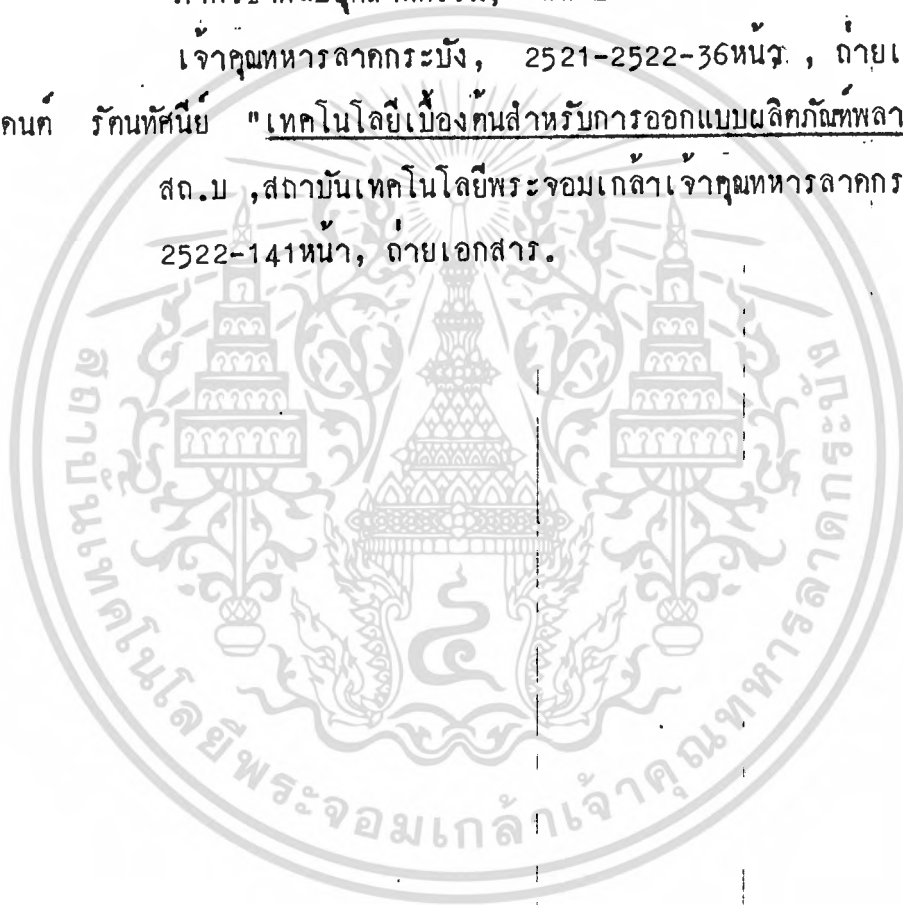 เจ้าคุณทหารลาดกระบัง, 2521-2522-36หน้า., ถ่ายเ
คนต์ รัตนทัศนีย์ "เทคโนโลยีเบื้องต้นสำหรับการออกแบบผลิตภัณฑ์พลา
สถ.บ ,สถาบันเทคโนโลยีพระจอมเกล้าเจ้าคุณทหารลาดกร
2522-141หน้า, ถ่ายเอกสาร.
สถาบันเทคโนโลยีพระจอมเกล้าเจ้าคุณทหารลาดกระบัง